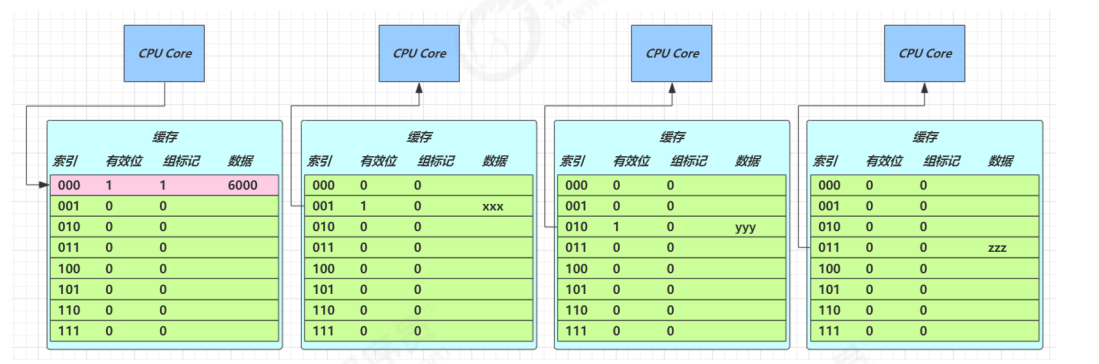 CPU Core CPU Core CPU Core CPU Core
缓存 缓存 缓存 缓存
索引 有效位 组标记 数据 索引 有效位 组标记 数据 索引 有效位 组标记 数据 索引 有效位 组标记 数据
000 1 1 6000 000 0 0 000 0 0 000 0 0
001 0 0 001 1 0 xxx 001 0 0 001 0 0
010 0 0 010 0 0 010 1 0 yyy 010 0 0
011 0 0 011 0 0 011 0 0 011 0 0 zzz
100 0 0 100 0 0 100 0 0 100 0 0
101 0 0 101 0 0 101 0 0 101 0 0
110 0 0 110 0 0 110 0 0 110 0 0
111 0 0 111 0 0 111 0 0 111 0 0